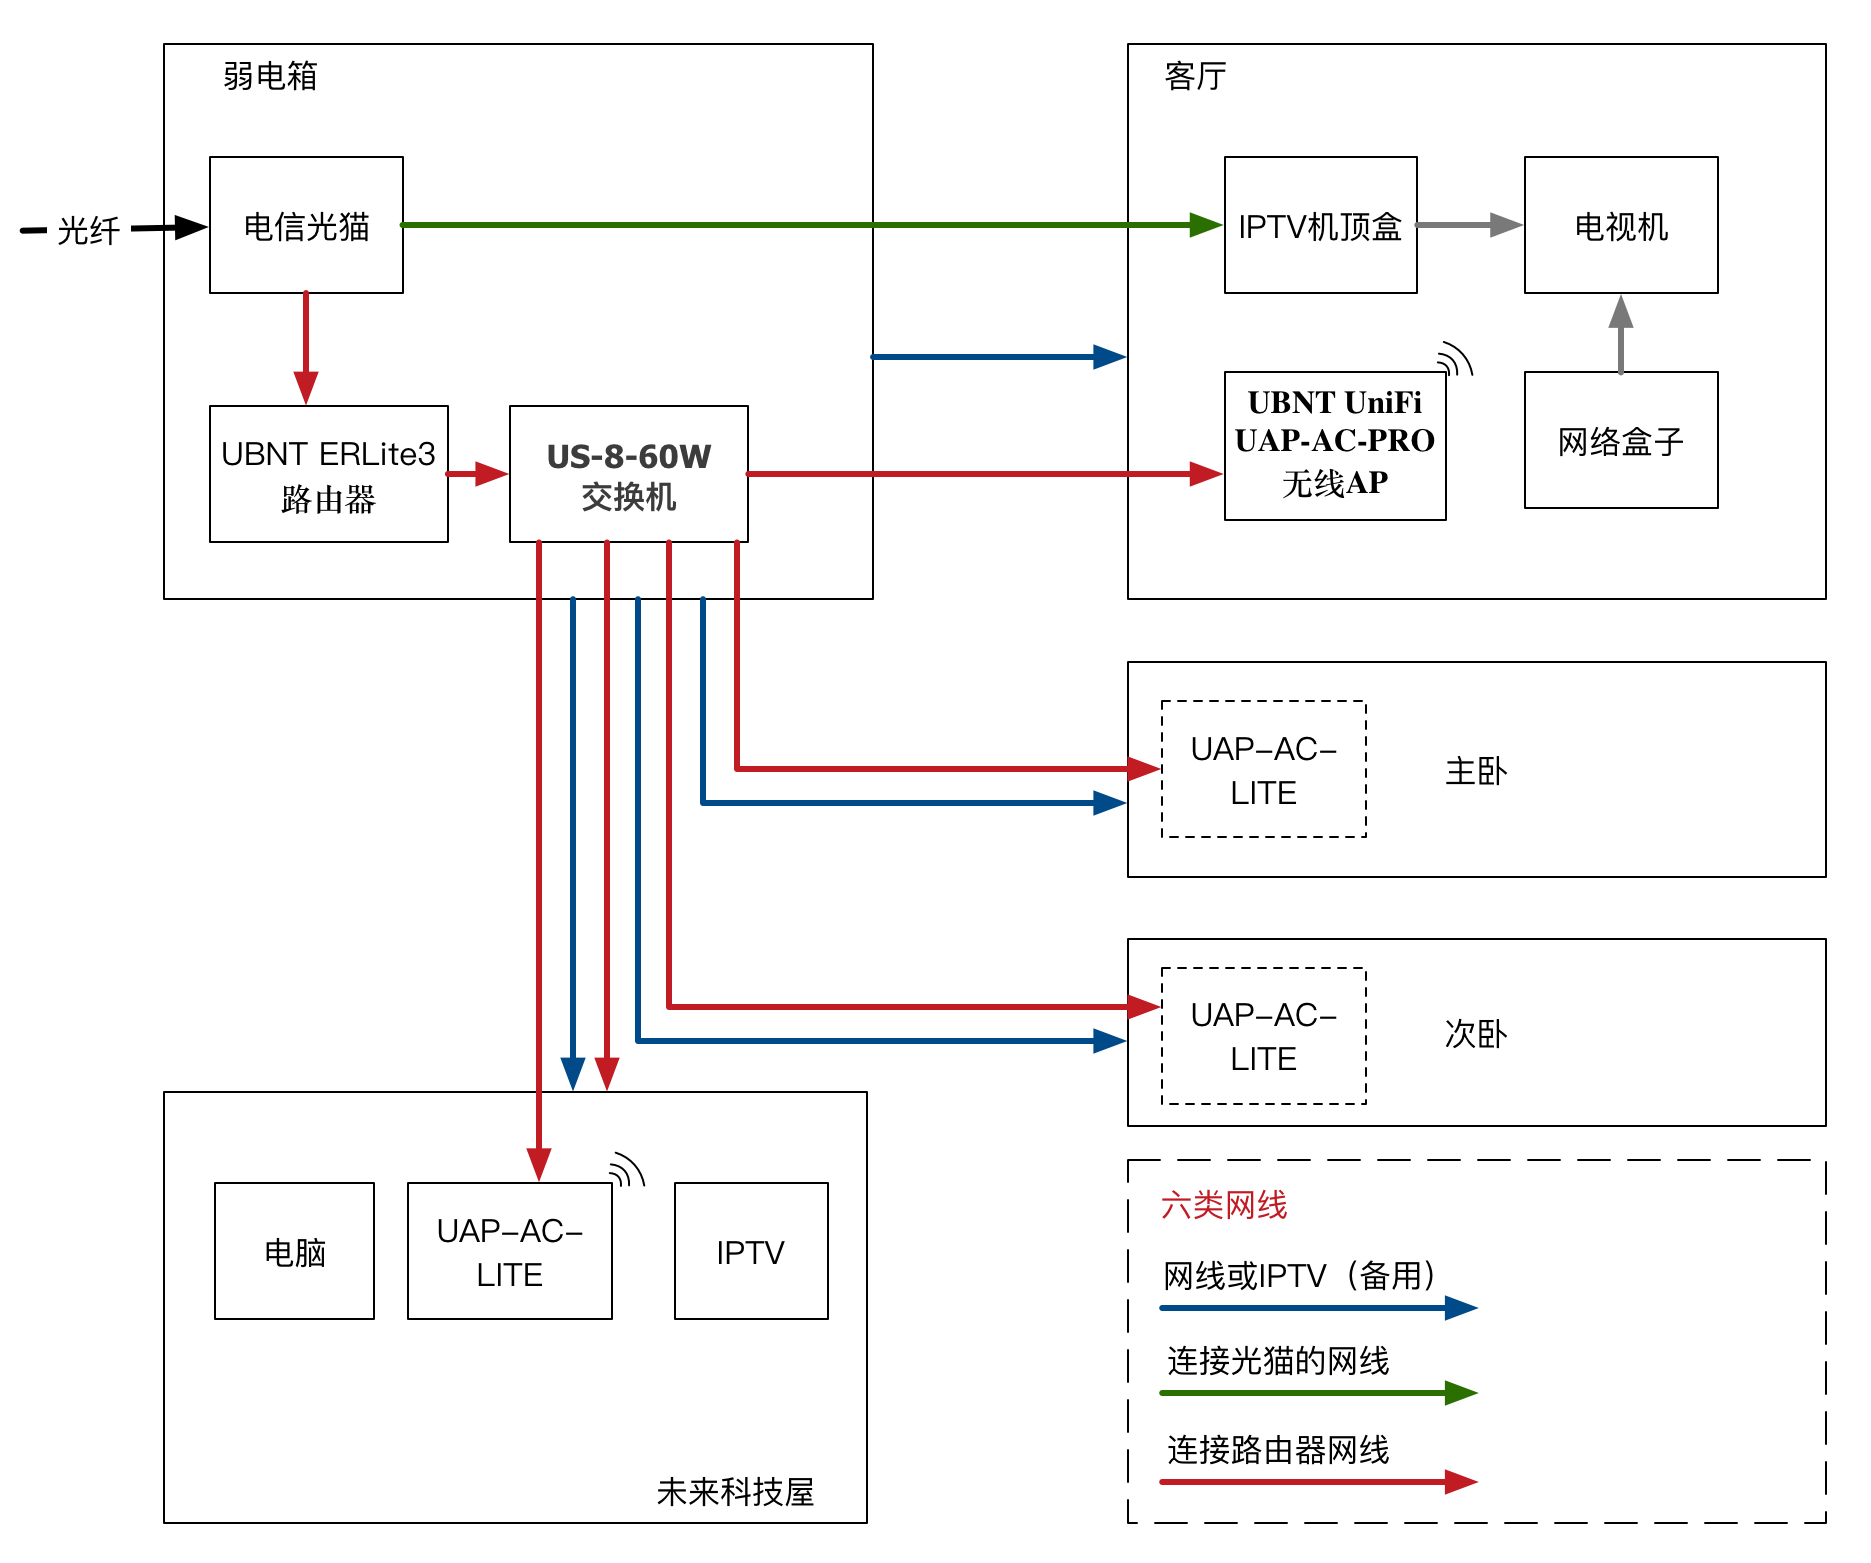 弱电箱
光纤
电信光猫
UBNT ERLite3
路由器
US-8-60W
交换机
客厅
IPTV机顶盒
电视机
UBNT UniFi
UAP-AC-PRO
无线AP
网络盒子
UAP-AC-
LITE
主卧
UAP-AC-
LITE
次卧
电脑
UAP-AC-
LITE
IPTV
未来科技屋
六类网线
网线或IPTV（备用）
连接光猫的网线
连接路由器网线